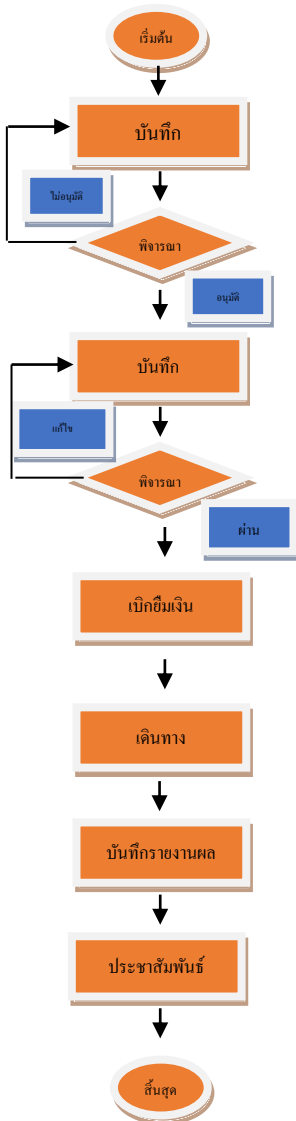 เริ่มต้น
บันทึก
ไม่อนุมัติ
พิจารณา
อนุมัติ
บันทึก
แก้ไข
พิจารณา
ผ่าน
เบิกยืมเงิน
เดินทาง
บันทึกรายงานผล
ประชาสัมพันธ์
สิ้นสุด